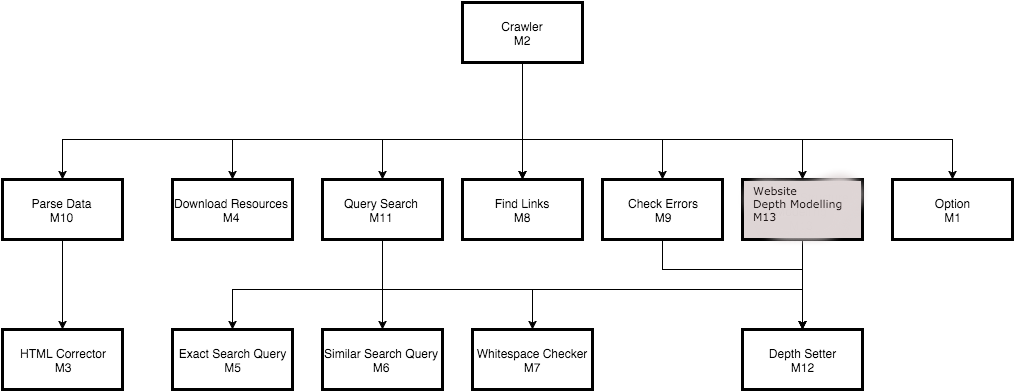 Crawler
M2
Parse Data
M10
Download Resources
M4
Query Search
M11
Find Links
M8
Check Errors
M9
Website
Depth Modelling
M13
Option
M1
HTML Corrector
M3
Exact Search Query
M5
Similar Search Query
M6
Whitespace Checker
M7
Depth Setter
M12